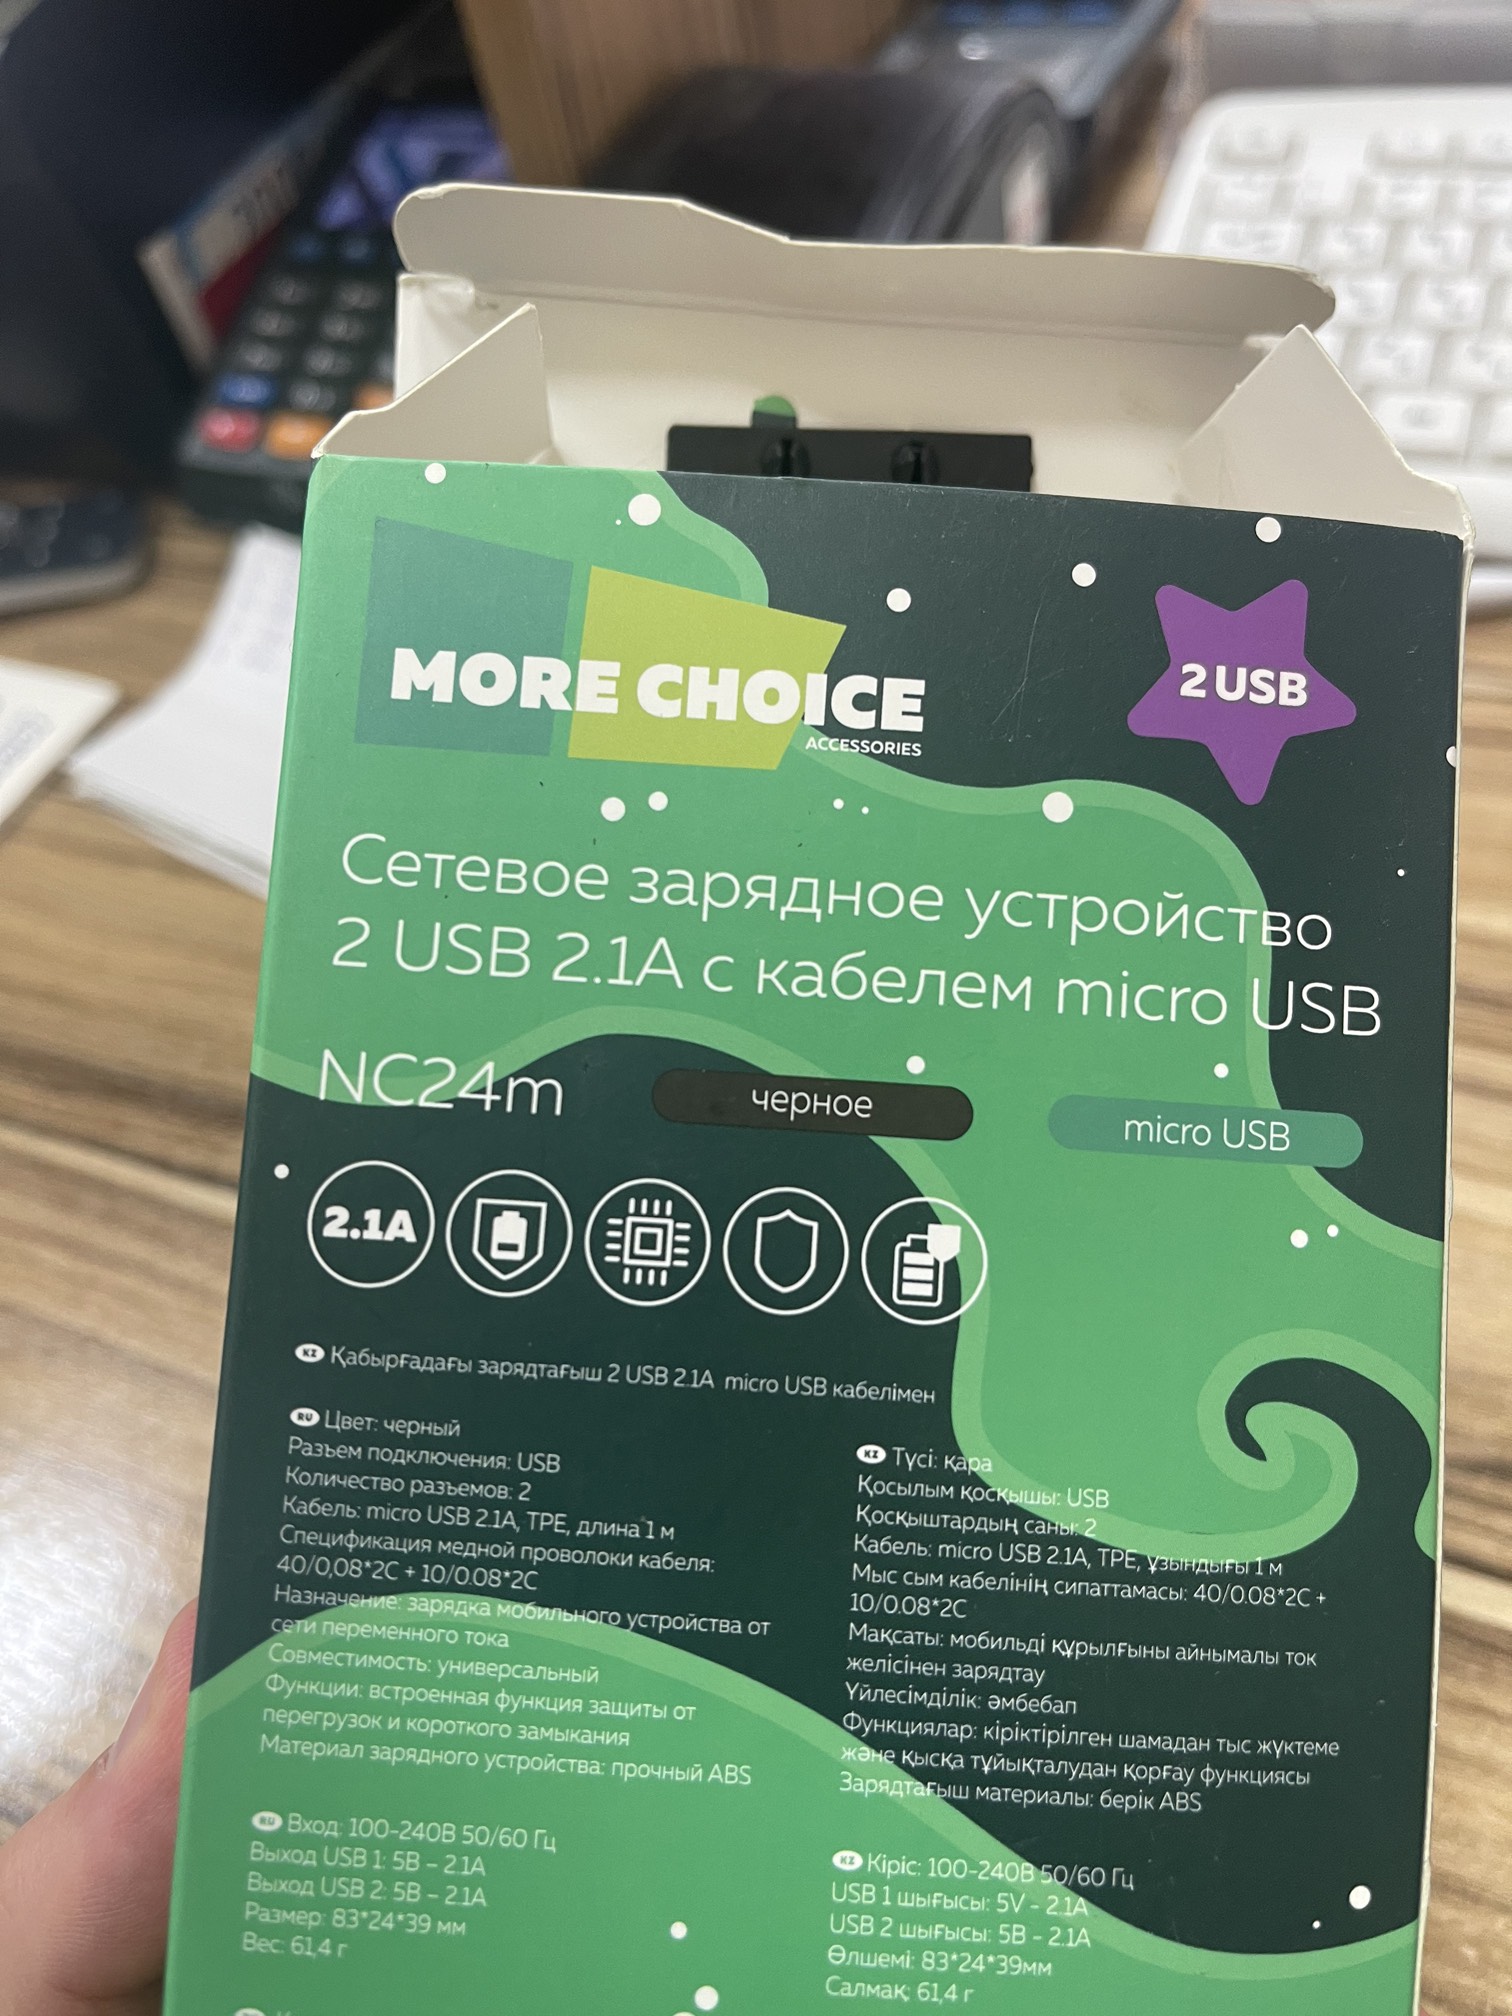 MORE CHOICE
ACCESSORIES
2 USB
Сетевое зарядное устройство
2 USB 2.1A с кабелем micro USB
NC24m
черное
micro USB
2.1A
KZ Қабырғадағы зарядтағыш 2 USB 2.1A micro USB кабелімен
RU Цвет: черный
Разъем подключения: USB
Количество разъемов: 2
Кабель: micro USB 2.1A, TPE, длина 1 м
Спецификация медной проволоки кабеля:
40/0,08*2C + 10/0.08*2C
Назначение: зарядка мобильного устройства от
сети переменного тока
Совместимость: универсальный
Функции: встроенная функция защиты от
перегрузок и короткого замыкания
Материал зарядного устройства: прочный ABS
KZ Түсі: қара
Қосылым қосқышы: USB
Қосқыштардың саны: 2
Кабель: micro USB 2.1A, TPE, ұзындығы 1 м
Мыс сым кабелінің сипаттамасы: 40/0.08*2C +
10/0.08*2C
Мақсаты: мобильді құрылғыны айнымалы ток
желісінен зарядтау
Үйлесімділік: әмбебап
Функциялар: кіріктірілген шамадан тыс жүктеме
және қысқа тұйықталудан қорғау функциясы
Зарядтағыш материалы: берік ABS
RU Вход: 100-240В 50/60 Гц
Выход USB 1: 5В – 2.1A
Выход USB 2: 5В – 2.1A
Размер: 83*24*39 мм
Вес: 61,4 г
KZ Кіріс: 100-240В 50/60 Гц
USB 1 шығысы: 5V – 2.1A
USB 2 шығысы: 5В – 2.1A
Өлшемі: 83*24*39мм
Салмақ: 61,4 г